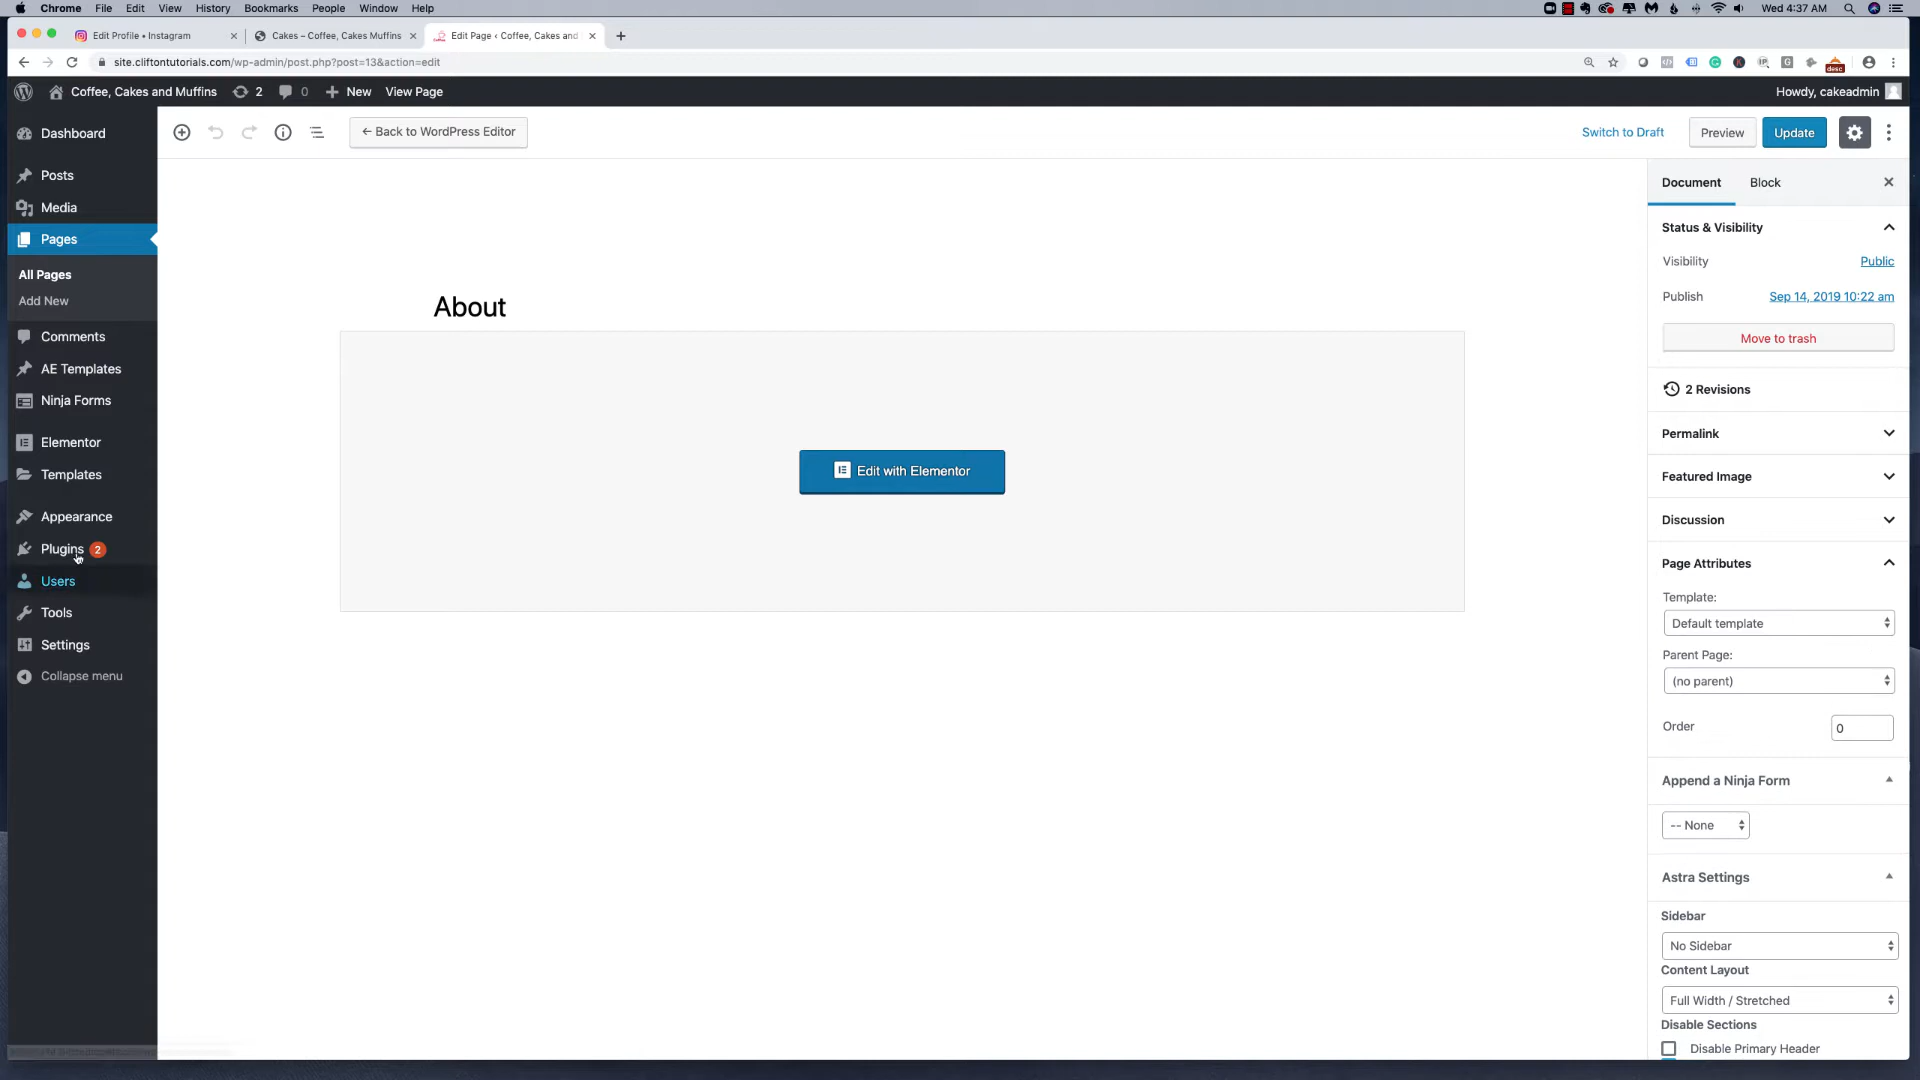 Chrome File Edit View History Bookmarks People Window Help Wed 4:37 AM
Edit Profile • Instagram Cakes – Coffee, Cakes Muffins Edit Page ‹ Coffee, Cakes and
site.cliftontutorials.com/wp-admin/post.php?post=13&action=edit
Coffee, Cakes and Muffins 2 0 New View Page Howdy, cakeadmin
Dashboard
Posts
Media
Pages
All Pages
Add New
Comments
AE Templates
Ninja Forms
Elementor
Templates
Appearance
Plugins 2
Users
Tools
Settings
Collapse menu
← Back to WordPress Editor
Switch to Draft Preview Update
About
Edit with Elementor
Document Block
Status & Visibility
Visibility Public
Publish Sep 14, 2019 10:22 am
Move to trash
2 Revisions
Permalink
Featured Image
Discussion
Page Attributes
Template:
Default template
Parent Page:
(no parent)
Order 0
Append a Ninja Form
-- None
Astra Settings
Sidebar
No Sidebar
Content Layout
Full Width / Stretched
Disable Sections
Disable Primary Header